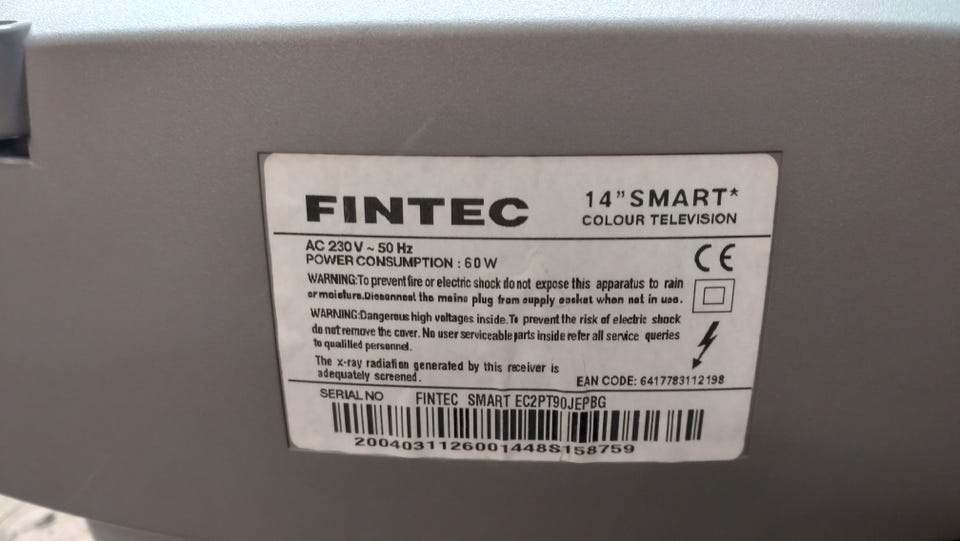 FINTEC
14" SMART*
COLOUR TELEVISION
AC 230V ~ 50 Hz
POWER CONSUMPTION : 60 W
CE
WARNING:To prevent fire or electric shock do not expose this apparatus to rain
or moisture.Disconnect the mains plug from supply socket when not in use.
WARNING:Dangerous high voltages inside.To prevent the risk of electric shock
do not remove the cover. No user serviceable parts inside refer all service queries
to qualified personnel.
The x-ray radiation generated by this receiver is
adequately screened.
EAN CODE: 6417783112198
SERIAL NO FINTEC SMART EC2PT90JEPBG
2004031126001448S158759